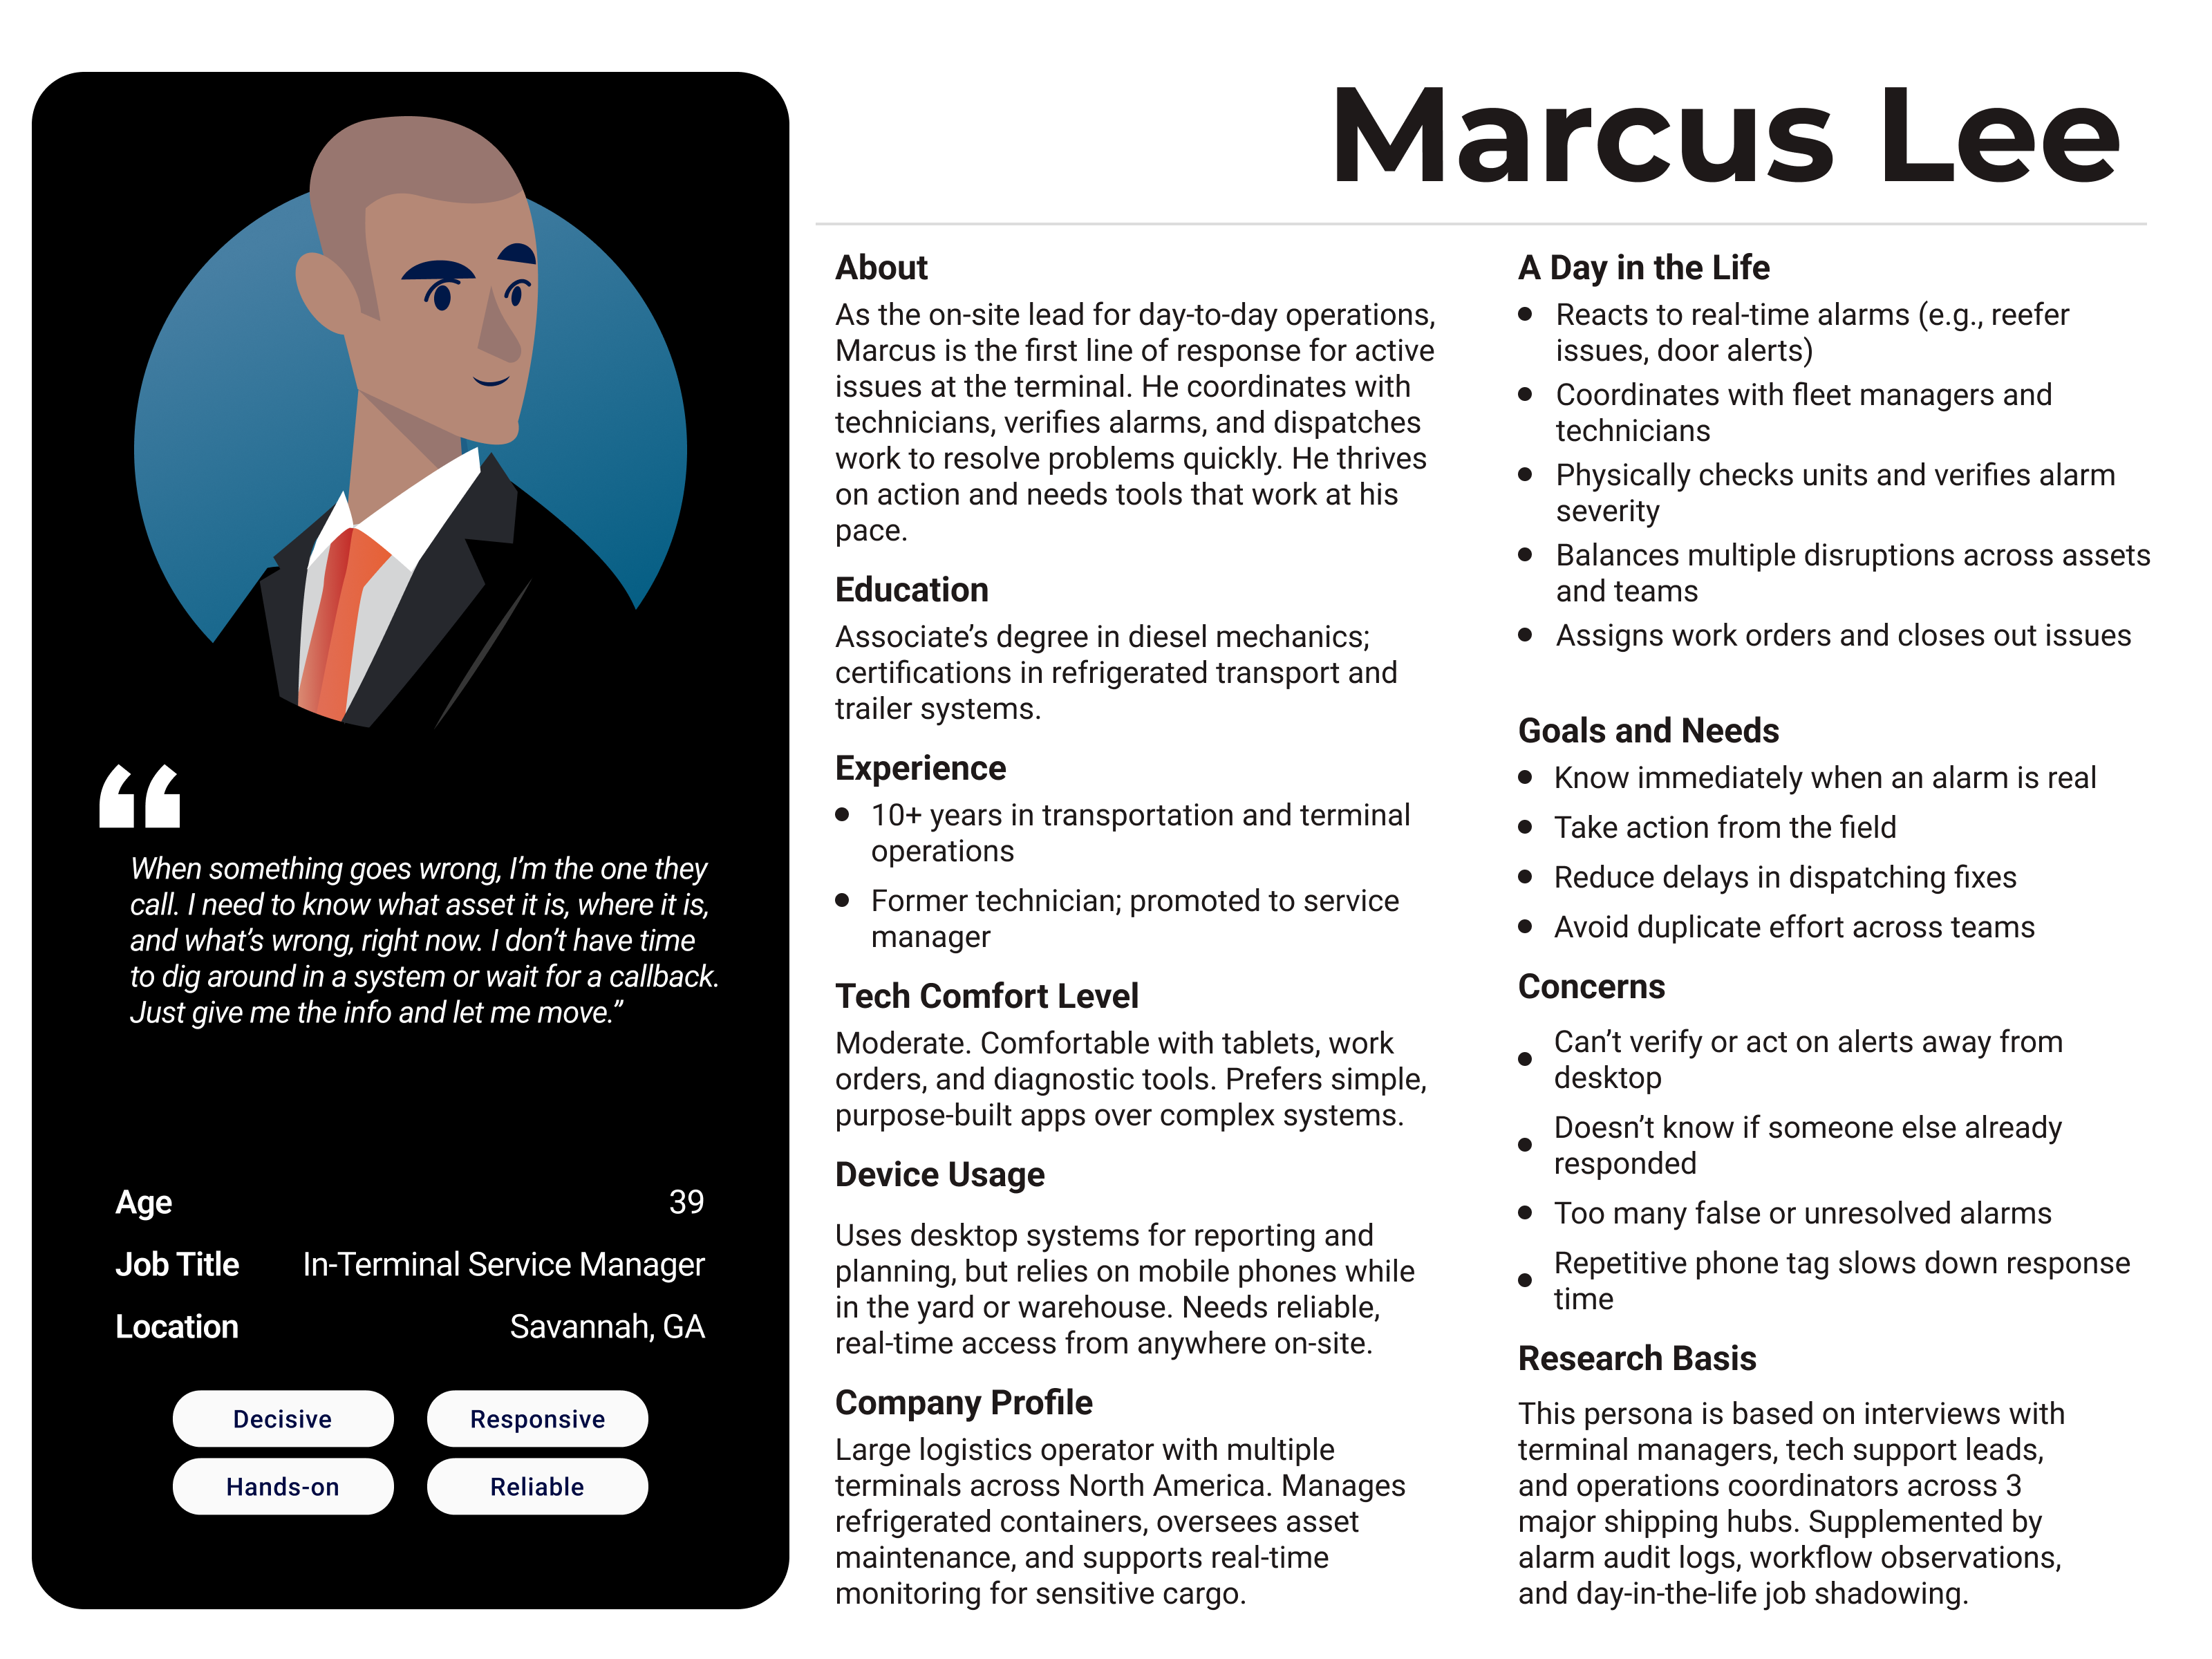 Marcus Lee
“
When something goes wrong, I’m the one they
call. I need to know what asset it is, where it is,
and what’s wrong, right now. I don’t have time
to dig around in a system or wait for a callback.
Just give me the info and let me move.”
Age 39
Job Title In-Terminal Service Manager
Location Savannah, GA
Decisive Responsive
Hands-on Reliable
About
As the on-site lead for day-to-day operations,
Marcus is the first line of response for active
issues at the terminal. He coordinates with
technicians, verifies alarms, and dispatches
work to resolve problems quickly. He thrives
on action and needs tools that work at his
pace.
Education
Associate’s degree in diesel mechanics;
certifications in refrigerated transport and
trailer systems.
Experience
● 10+ years in transportation and terminal
operations
● Former technician; promoted to service
manager
Tech Comfort Level
Moderate. Comfortable with tablets, work
orders, and diagnostic tools. Prefers simple,
purpose-built apps over complex systems.
Device Usage
Uses desktop systems for reporting and
planning, but relies on mobile phones while
in the yard or warehouse. Needs reliable,
real-time access from anywhere on-site.
Company Profile
Large logistics operator with multiple
terminals across North America. Manages
refrigerated containers, oversees asset
maintenance, and supports real-time
monitoring for sensitive cargo.
A Day in the Life
● Reacts to real-time alarms (e.g., reefer
issues, door alerts)
● Coordinates with fleet managers and
technicians
● Physically checks units and verifies alarm
severity
● Balances multiple disruptions across assets
and teams
● Assigns work orders and closes out issues
Goals and Needs
● Know immediately when an alarm is real
● Take action from the field
● Reduce delays in dispatching fixes
● Avoid duplicate effort across teams
Concerns
● Can’t verify or act on alerts away from
desktop
● Doesn’t know if someone else already
responded
● Too many false or unresolved alarms
● Repetitive phone tag slows down response
time
Research Basis
This persona is based on interviews with
terminal managers, tech support leads,
and operations coordinators across 3
major shipping hubs. Supplemented by
alarm audit logs, workflow observations,
and day-in-the-life job shadowing.